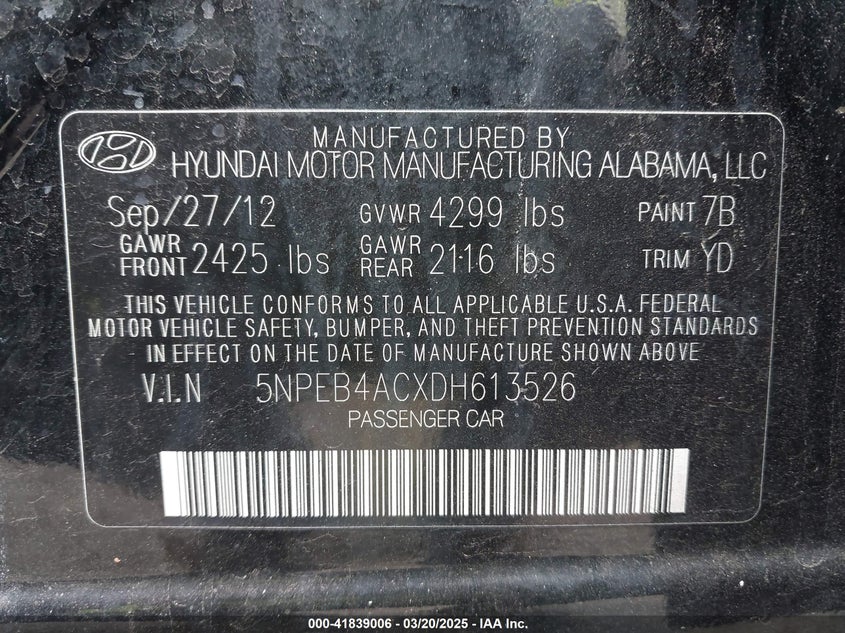 MANUFACTURED BY
HYUNDAI MOTOR MANUFACTURING ALABAMA, LLC
Sep/27/12 GVWR 4299 lbs PAINT 7B
GAWR FRONT 2425 lbs GAWR REAR 2116 lbs TRIM YD
THIS VEHICLE CONFORMS TO ALL APPLICABLE U.S.A. FEDERAL
MOTOR VEHICLE SAFETY, BUMPER, AND THEFT PREVENTION STANDARDS
IN EFFECT ON THE DATE OF MANUFACTURE SHOWN ABOVE
V.I.N 5NPEB4ACXDH613526
PASSENGER CAR
000-41839006 / 03/20/2025 - IAA Inc.